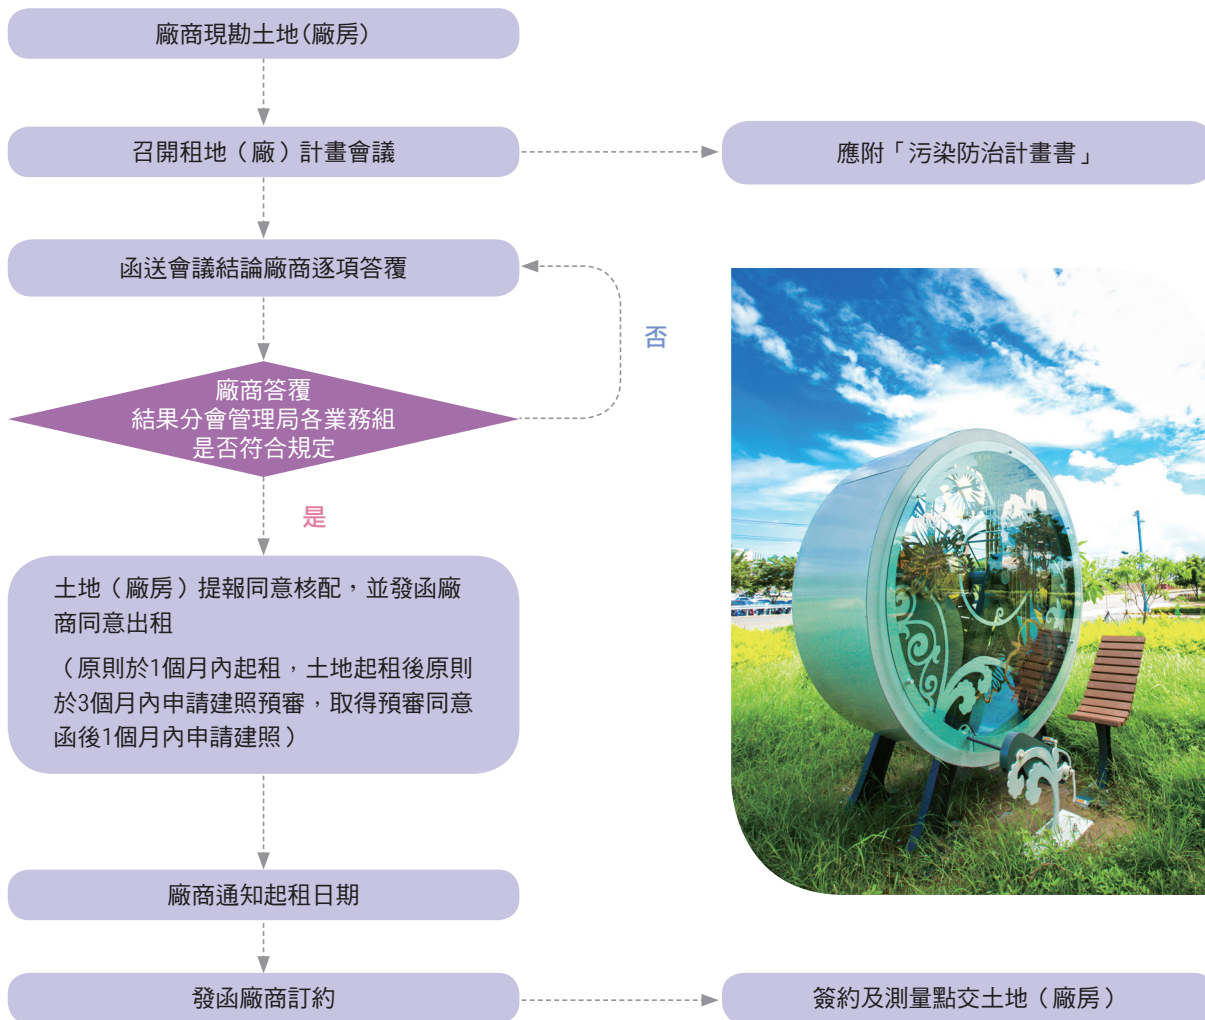 廠商現勘土地(廠房)
召開租地（廠）計畫會議
應附「污染防治計畫書」
函送會議結論廠商逐項答覆
否
廠商答覆
結果分會管理局各業務組
是否符合規定
是
土地（廠房）提報同意核配，並發函廠
商同意出租
（原則於1個月內起租，土地起租後原則
於3個月內申請建照預審，取得預審同意
函後1個月內申請建照）
廠商通知起租日期
發函廠商訂約
簽約及測量點交土地（廠房）